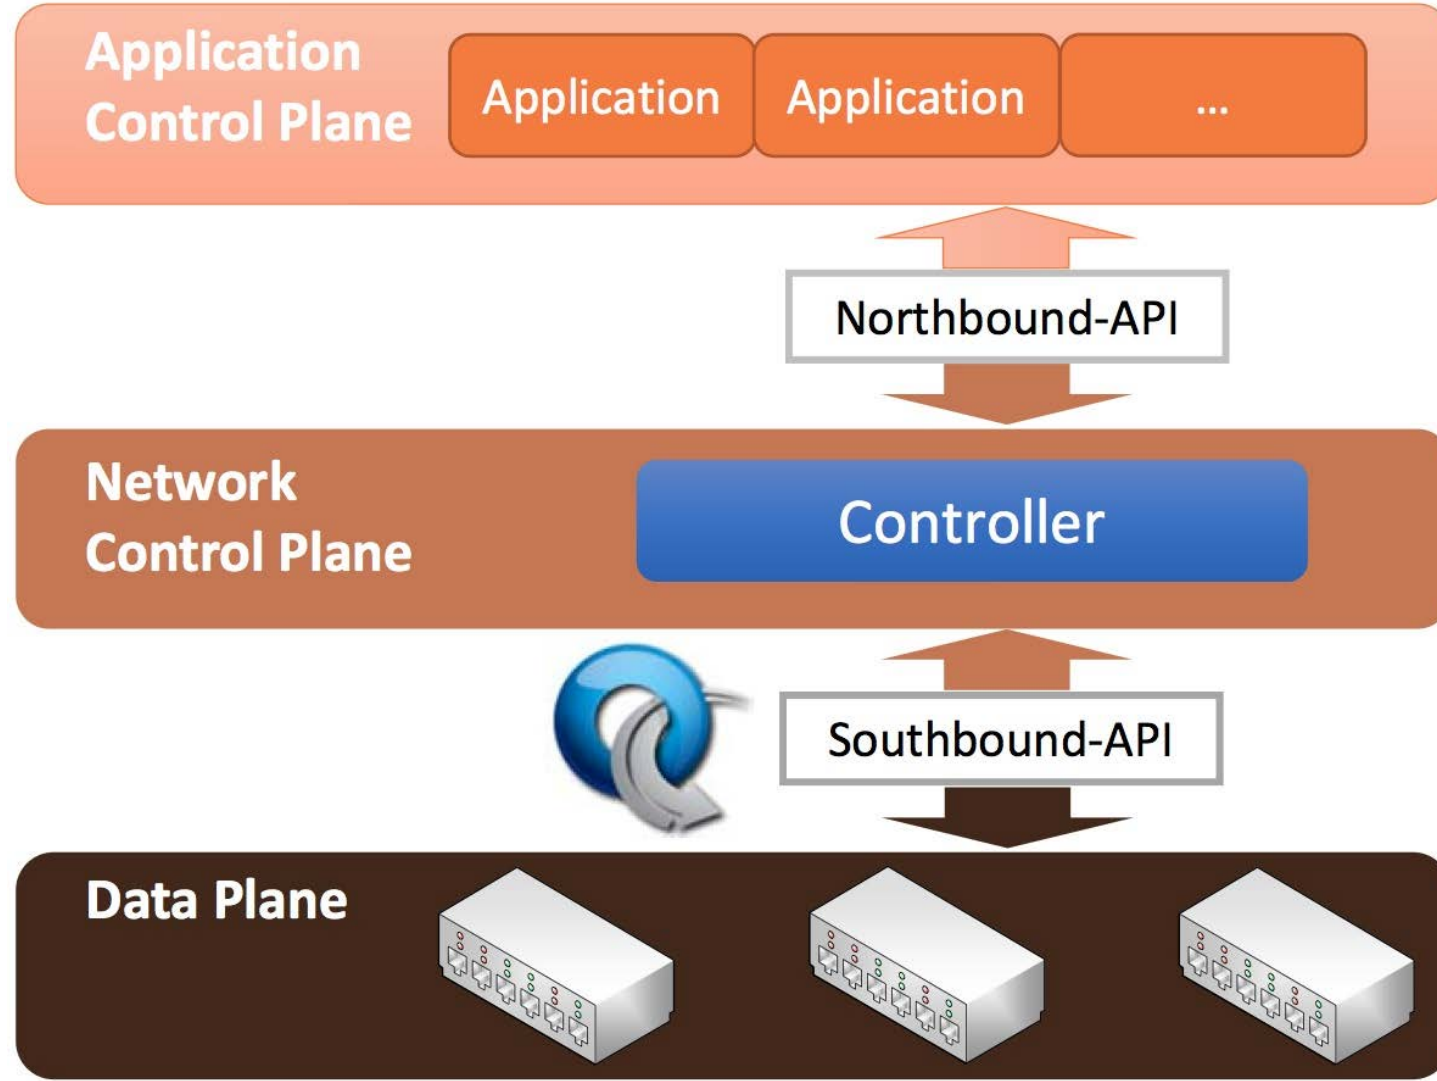 Application
Control Plane
Application
Application
...
Northbound-API
Network
Control Plane
Controller
Southbound-API
Data Plane